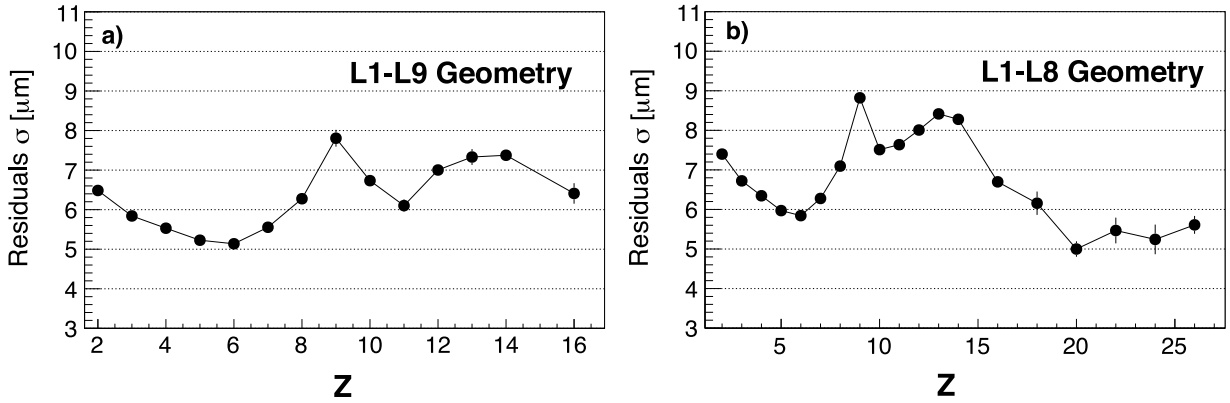 a)
L1-L9 Geometry
Residuals σ [μm]
11
10
9
8
7
6
5
4
3
2 4 6 8 10 12 14 16
Z
b)
L1-L8 Geometry
Residuals σ [μm]
11
10
9
8
7
6
5
4
3
5 10 15 20 25
Z